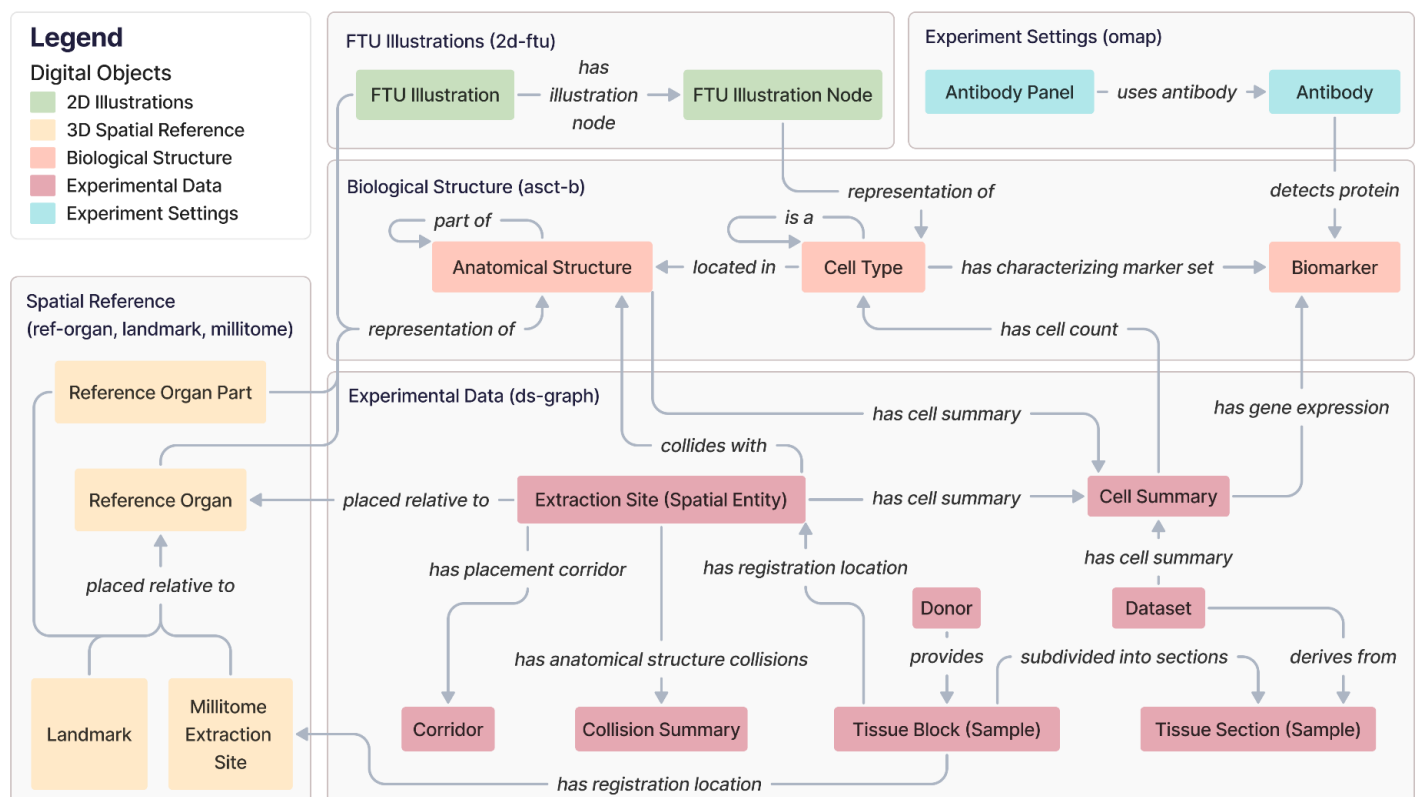 Legend
Digital Objects
2D Illustrations
3D Spatial Reference
Biological Structure
Experimental Data
Experiment Settings
FTU Illustrations (2d-ftu)
FTU Illustration
has
illustration
node
FTU Illustration Node
Experiment Settings (omap)
Antibody Panel
uses antibody
Antibody
detects protein
Biological Structure (asct-b)
representation of
part of
is a
Anatomical Structure
located in
Cell Type
has characterizing marker set
Biomarker
representation of
has cell count
Spatial Reference
(ref-organ, landmark, millitome)
Reference Organ Part
Reference Organ
placed relative to
Landmark
Millitome
Extraction
Site
Experimental Data (ds-graph)
has cell summary
has gene expression
collides with
placed relative to
Extraction Site (Spatial Entity)
has cell summary
Cell Summary
has placement corridor
has registration location
has cell summary
Donor
Dataset
has anatomical structure collisions
provides
subdivided into sections
derives from
Corridor
Collision Summary
Tissue Block (Sample)
Tissue Section (Sample)
has registration location